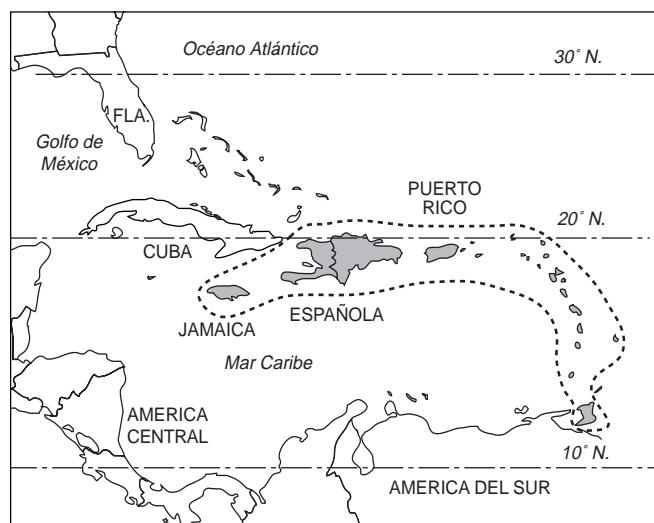 Océano Atlántico
30˚ N.
FLA.
Golfo de
México
PUERTO
RICO
20˚ N.
CUBA
JAMAICA
ESPAÑOLA
Mar Caribe
AMERICA
CENTRAL
10˚ N.
AMERICA DEL SUR